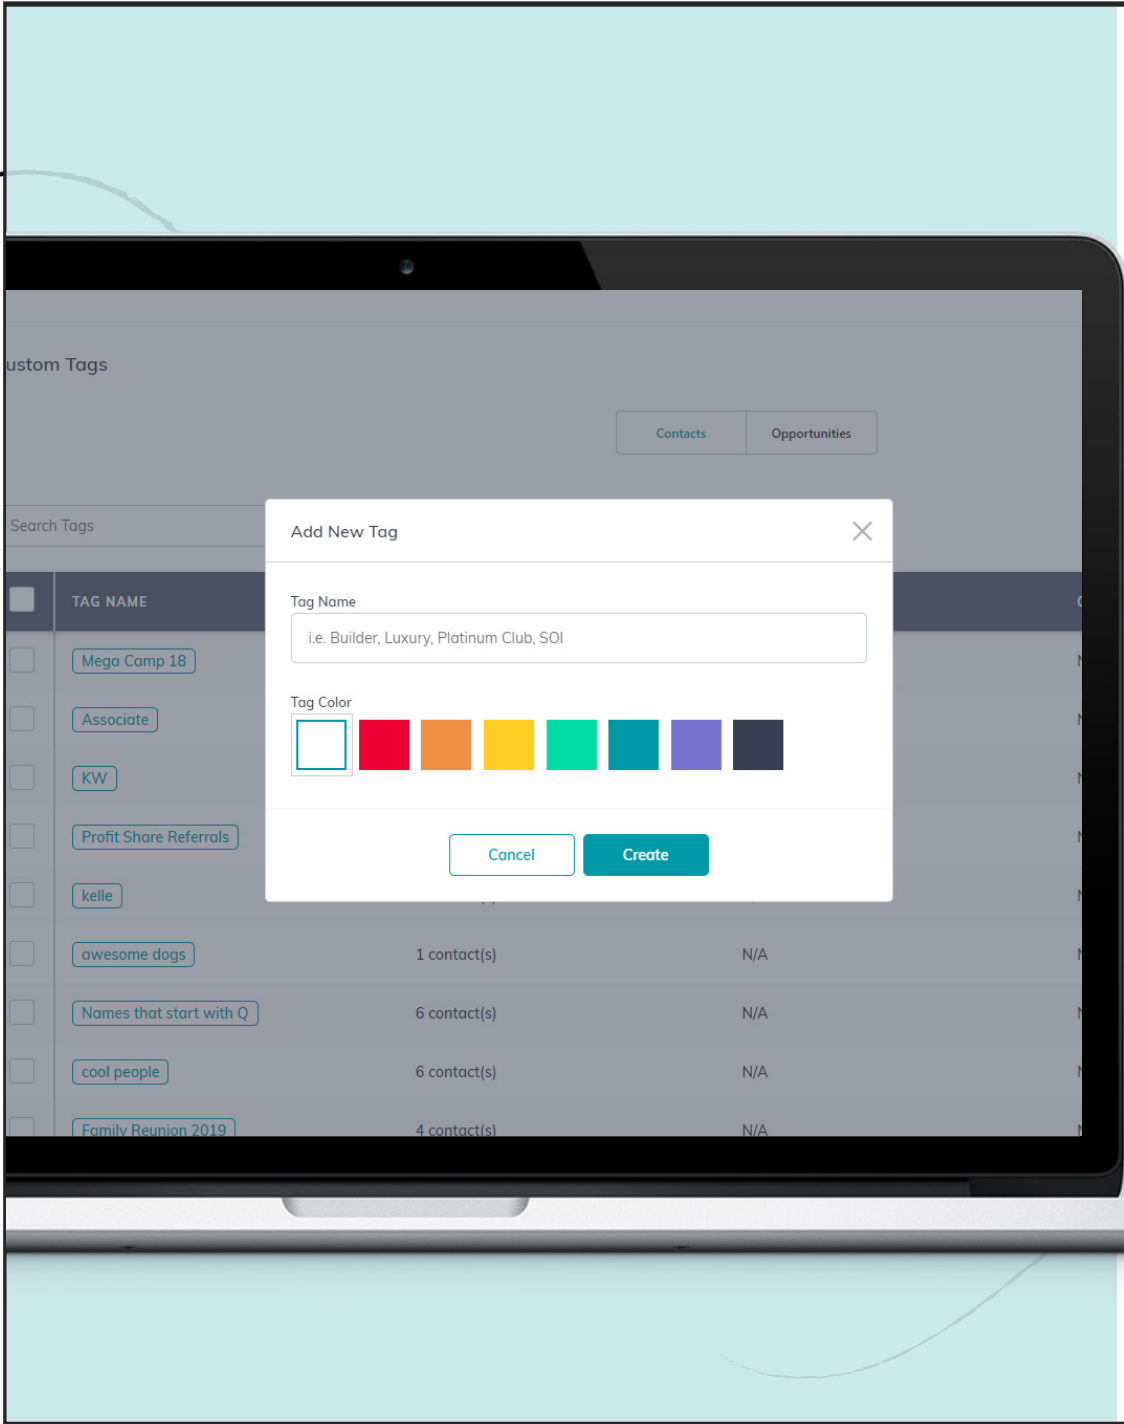 ustom Tags
Contacts
Opportunities
Search Tags
Add New Tag
TAG NAME
Tag Name
i.e. Builder, Luxury, Platinum Club, SOI
Mega Camp 18
Tag Color
Associate
KW
Profit Share Referrals
Cancel
Create
kelle
awesome dogs
1 contact(s)
N/A
Names that start with Q
6 contact(s)
N/A
cool people
6 contact(s)
N/A
Family Reunion 2019
4 contact(s)
N/A